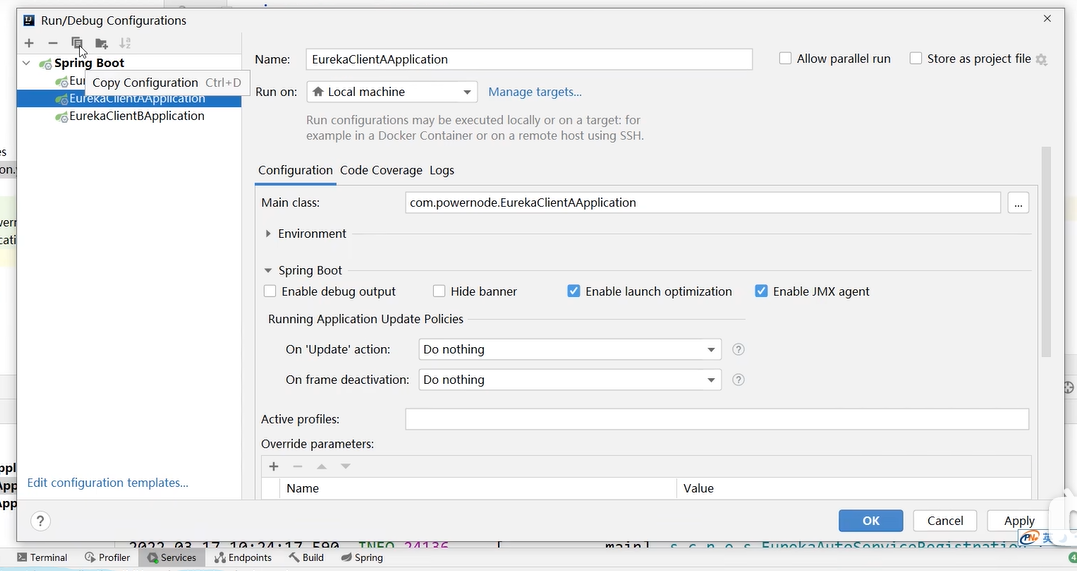 Run/Debug Configurations
Name: EurekaClientAApplication
Allow parallel run
Store as project file
Spring Boot
Eur
Copy Configuration Ctrl+D
EurekaClientAApplication
EurekaClientBApplication
Run on: Local machine
Manage targets...
Run configurations may be executed locally or on a target: for
example in a Docker Container or on a remote host using SSH.
Configuration Code Coverage Logs
Main class: com.powernode.EurekaClientAApplication ...
Environment
Spring Boot
Enable debug output
Hide banner
Enable launch optimization
Enable JMX agent
Running Application Update Policies
On 'Update' action: Do nothing ?
On frame deactivation: Do nothing ?
Active profiles:
Override parameters:
Name Value
Edit configuration templates...
? OK Cancel Apply
2022-03-17 10:24:17.590 INFO 24136 [ main] s.c.n.e.s.EurekaAutoServiceRegistration :
Terminal Profiler Services Endpoints Build Spring
英